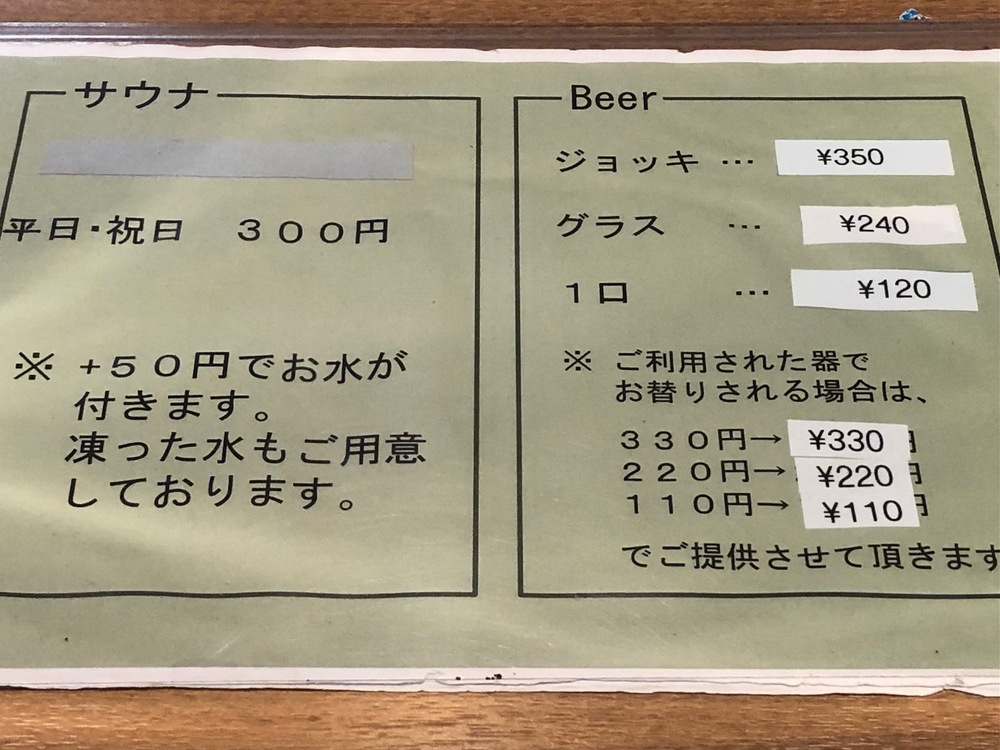 サウナ
平日・祝日　３００円
※ +５０円でお水が
付きます。
凍った水もご用意
しております。
Beer
ジョッキ … ¥350
グラス … ¥240
１口 … ¥120
※ ご利用された器で
お替りされる場合は、
３３０円→ ¥330 円
２２０円→ ¥220 円
１１０円→ ¥110 円
でご提供させて頂きます